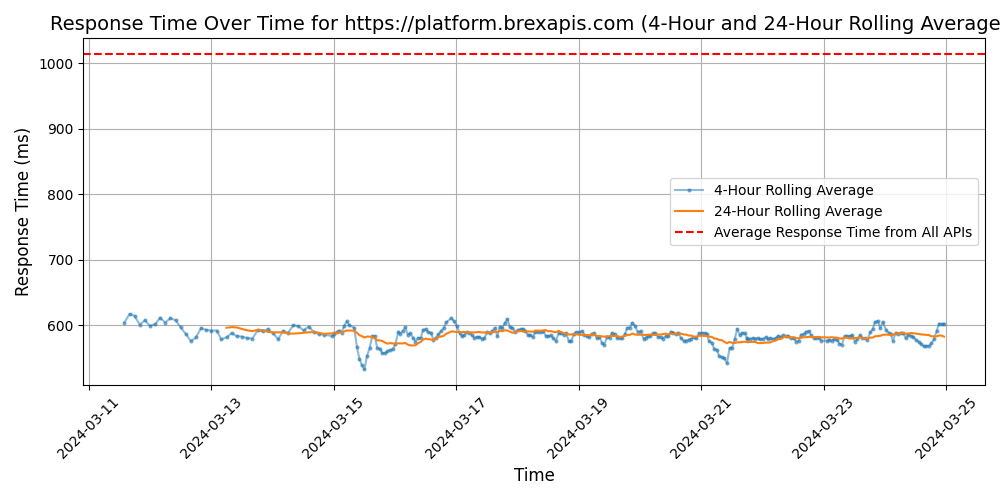 Response Time Over Time for https://platform.brexapis.com (4-Hour and 24-Hour Rolling Average
Response Time (ms)
1000
900
800
700
600
4-Hour Rolling Average
24-Hour Rolling Average
Average Response Time from All APIs
2024-03-11
2024-03-13
2024-03-15
2024-03-17
2024-03-19
2024-03-21
2024-03-23
2024-03-25
Time